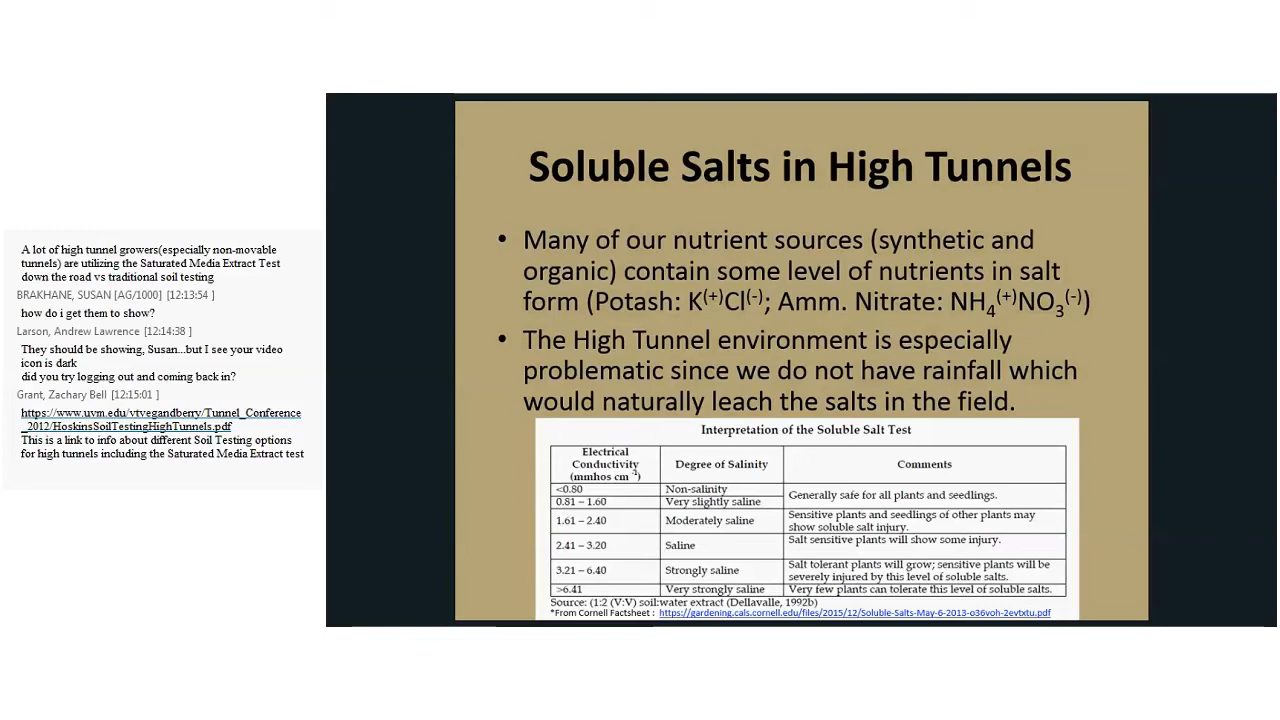 A lot of high tunnel growers(especially non-movable
tunnels) are utilizing the Saturated Media Extract Test
down the road vs traditional soil testing
BRAKHANE, SUSAN [AG/1000] [12:13:54 ]
how do i get them to show?
Larson, Andrew Lawrence [12:14:38 ]
They should be showing, Susan...but I see your video
icon is dark
did you try logging out and coming back in?
Grant, Zachary Bell [12:15:01 ]
https://www.uvm.edu/vtvegandberry/Tunnel_Conference
_2012/HoskinsSoilTestingHighTunnels.pdf
This is a link to info about different Soil Testing options
for high tunnels including the Saturated Media Extract test
Soluble Salts in High Tunnels
• Many of our nutrient sources (synthetic and
organic) contain some level of nutrients in salt
form (Potash: K(+)Cl(-); Amm. Nitrate: NH4(+)NO3(-))
• The High Tunnel environment is especially
problematic since we do not have rainfall which
would naturally leach the salts in the field.
Interpretation of the Soluble Salt Test
Electrical
Conductivity
(mmhos cm -1)
Degree of Salinity
Comments
<0.80 Non-salinity
Generally safe for all plants and seedlings.
0.81 – 1.60 Very slightly saline
1.61 – 2.40 Moderately saline Sensitive plants and seedlings of other plants may
show soluble salt injury.
2.41 – 3.20 Saline Salt sensitive plants will show some injury.
3.21 – 6.40 Strongly saline Salt tolerant plants will grow; sensitive plants will be
severely injured by this level of soluble salts.
>6.41 Very strongly saline Very few plants can tolerate this level of soluble salts.
Source: (1:2 (V:V) soil:water extract (Dellavalle, 1992b)
*From Cornell Factsheet : https://gardening.cals.cornell.edu/files/2015/12/Soluble-Salts-May-6-2013-o36voh-2evtxtu.pdf